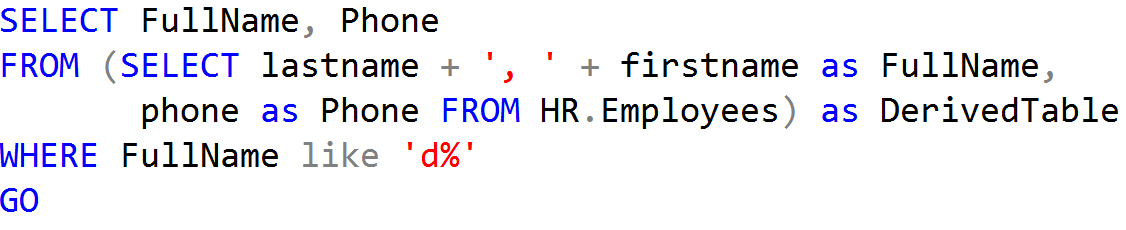 SELECT FullName, Phone
FROM (SELECT lastname + ', ' + firstname as FullName,
phone as Phone FROM HR.Employees) as DerivedTable
WHERE FullName like 'd%'
GO